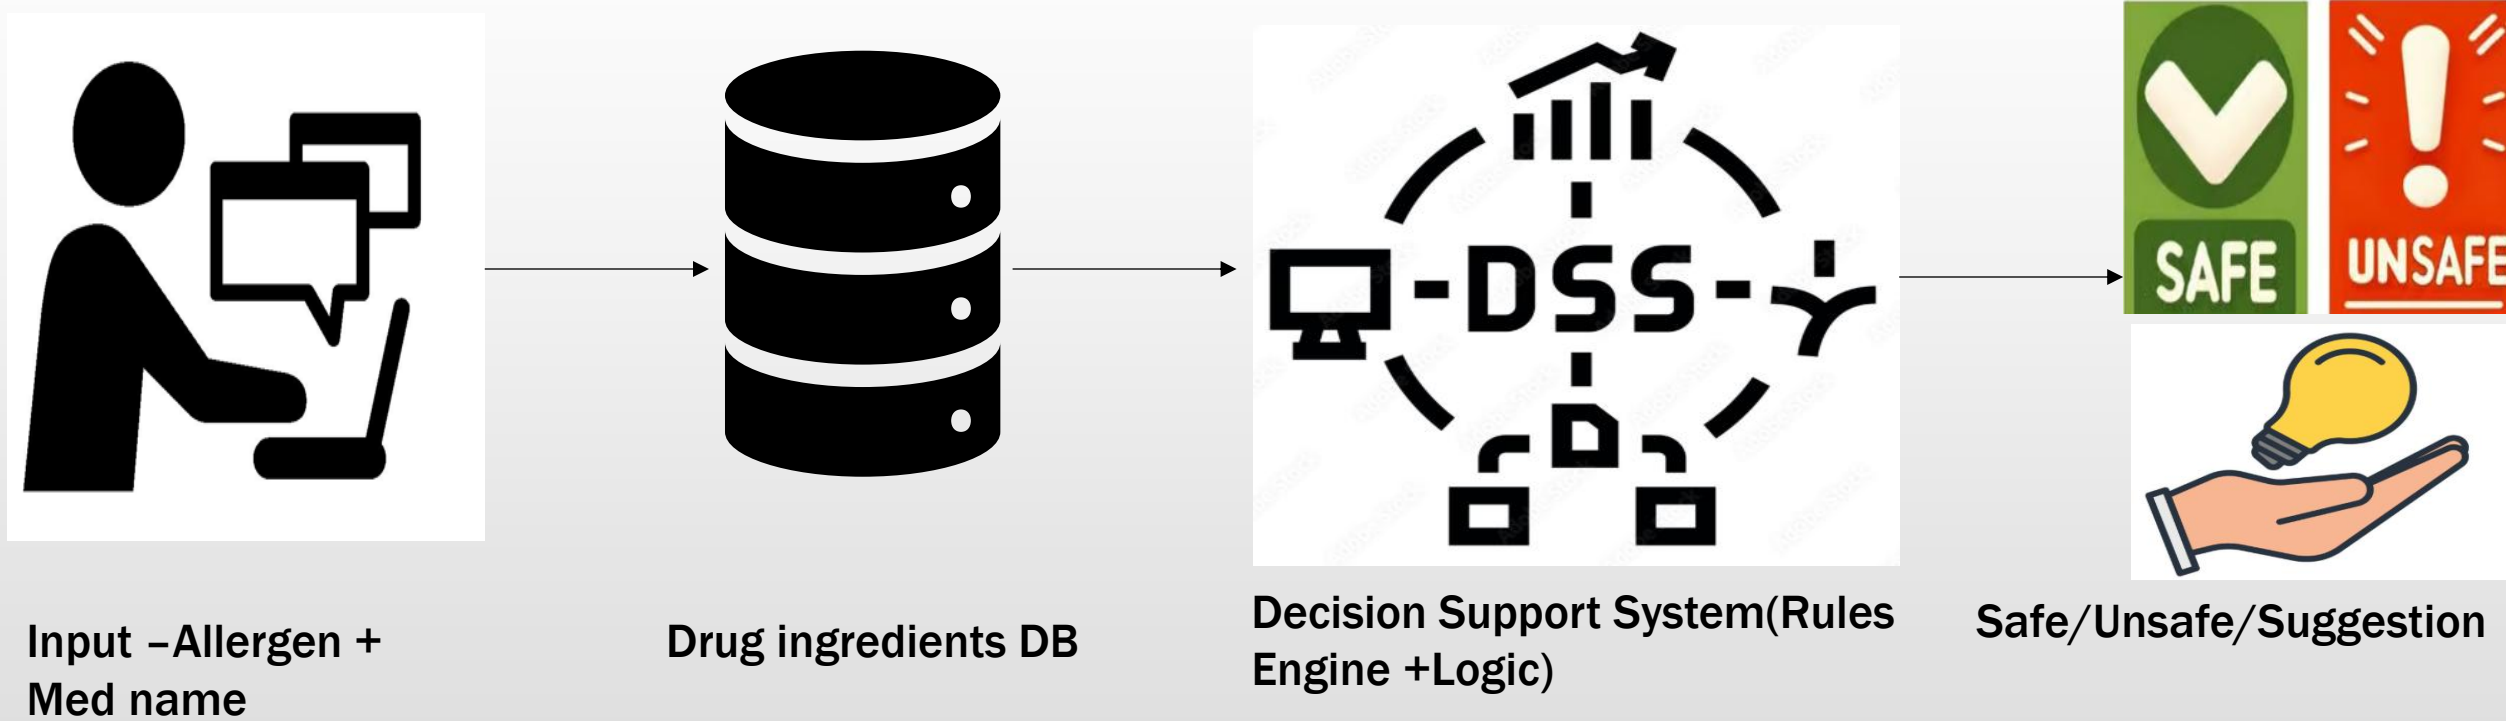 DSS
SAFE
UNSAFE
Input –Allergen +
Med name
Drug ingredients DB
Decision Support System(Rules
Engine +Logic)
Safe/Unsafe/Suggestion